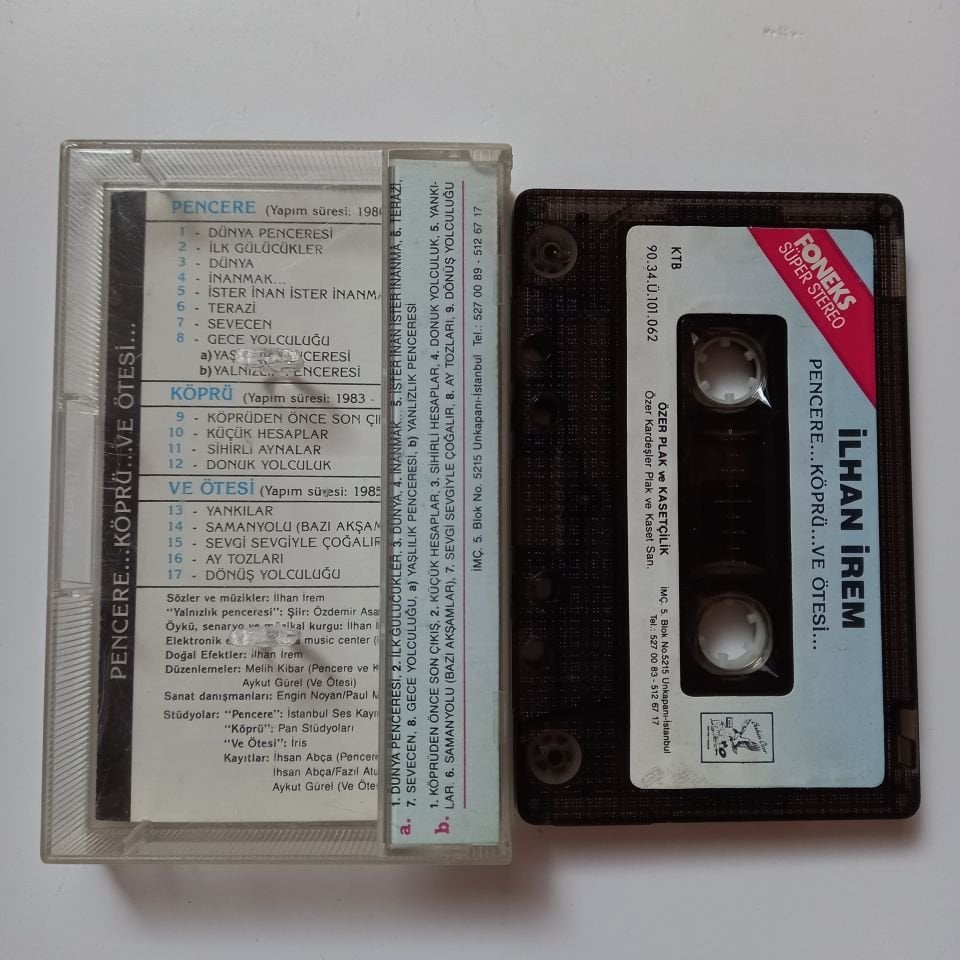 PENCERE...KÖPRÜ...VE ÖTESİ...
PENCERE (Yapım süresi: 198
1 - DÜNYA PENCERESİ
2 - İLK GÜLÜCÜKLER
3 - DÜNYA
4 - İNANMAK...
5 - İSTER İNAN İSTER İNANMA
6 - TERAZİ
7 - SEVECEN
8 - GECE YOLCULUĞU
a) YAŞ CERESİ
b) YALNIZLIK PENCERESİ
KÖPRÜ (Yapım süresi: 1983 -
9 - KÖPRÜDEN ÖNCE SON ÇI
10 - KÜÇÜK HESAPLAR
11 - SİHİRLİ AYNALAR
12 - DONUK YOLCULUK
VE ÖTESİ (Yapım süresi: 1985
13 - YANKILAR
14 - SAMANYOLU (BAZI AKŞAM
15 - SEVGİ SEVGİYLE ÇOĞALIR
16 - AY TOZLARI
17 - DÖNÜŞ YOLCULUĞU
Sözler ve müzikler: İlhan İrem
"Yalnızlık penceresi": Şiir: Özdemir Asa
Öykü, senaryo ve müzikal kurgu: İlhan İ
Elektronik music center (
Doğal Efektler: İlhan İrem
Düzenlemeler: Melih Kibar (Pencere ve K
Aykut Gürel (Ve Ötesi)
Sanat danışmanları: Engin Noyan/Paul M
Stüdyolar: "Pencere": İstanbul Ses Kayı
"Köprü": Pan Stüdyoları
"Ve Ötesi": İris
Kayıtlar: İhsan Abça (Pencere
İhsan Abça/Fazıl Atu
Aykut Gürel (Ve Öte
a. 1. DÜNYA PENCERESİ, 2. İLK GÜLÜCÜKLER, 3. DÜNYA, 4. İNANMAK... 5. İSTER İNAN İSTER İNANMA, 6. TERAZİ,
7. SEVECEN, 8. GECE YOLCULUĞU, a) YAŞLILIK PENCERESİ, b) YANLIZLIK PENCERESİ
b. 1. KÖPRÜDEN ÖNCE SON ÇIKIŞ, 2. KÜÇÜK HESAPLAR, 3. SİHİRLİ HESAPLAR, 4. DONUK YOLCULUK, 5. YANKI-
LAR. 6. SAMANYOLU (BAZI AKŞAMLAR), 7. SEVGİ SEVGİYLE ÇOĞALIR, 8. AY TOZLARI, 9. DÖNÜŞ YOLCULUĞU
İMÇ. 5. Blok No. 5215 Unkapanı-İstanbul Tel.: 527 00 89 - 512 67 17
FONEKS
SÜPER STEREO
İLHAN İREM
PENCERE...KÖPRÜ...VE ÖTESİ...
KTB
90.34.Ü.101.062
ÖZER PLAK ve KASETÇİLİK
Özer Kardeşler Plak ve Kaset San.
İMÇ. 5. Blok No.5215 Unkapanı-İstanbul
Tel.: 527 00 83 - 512 67 17